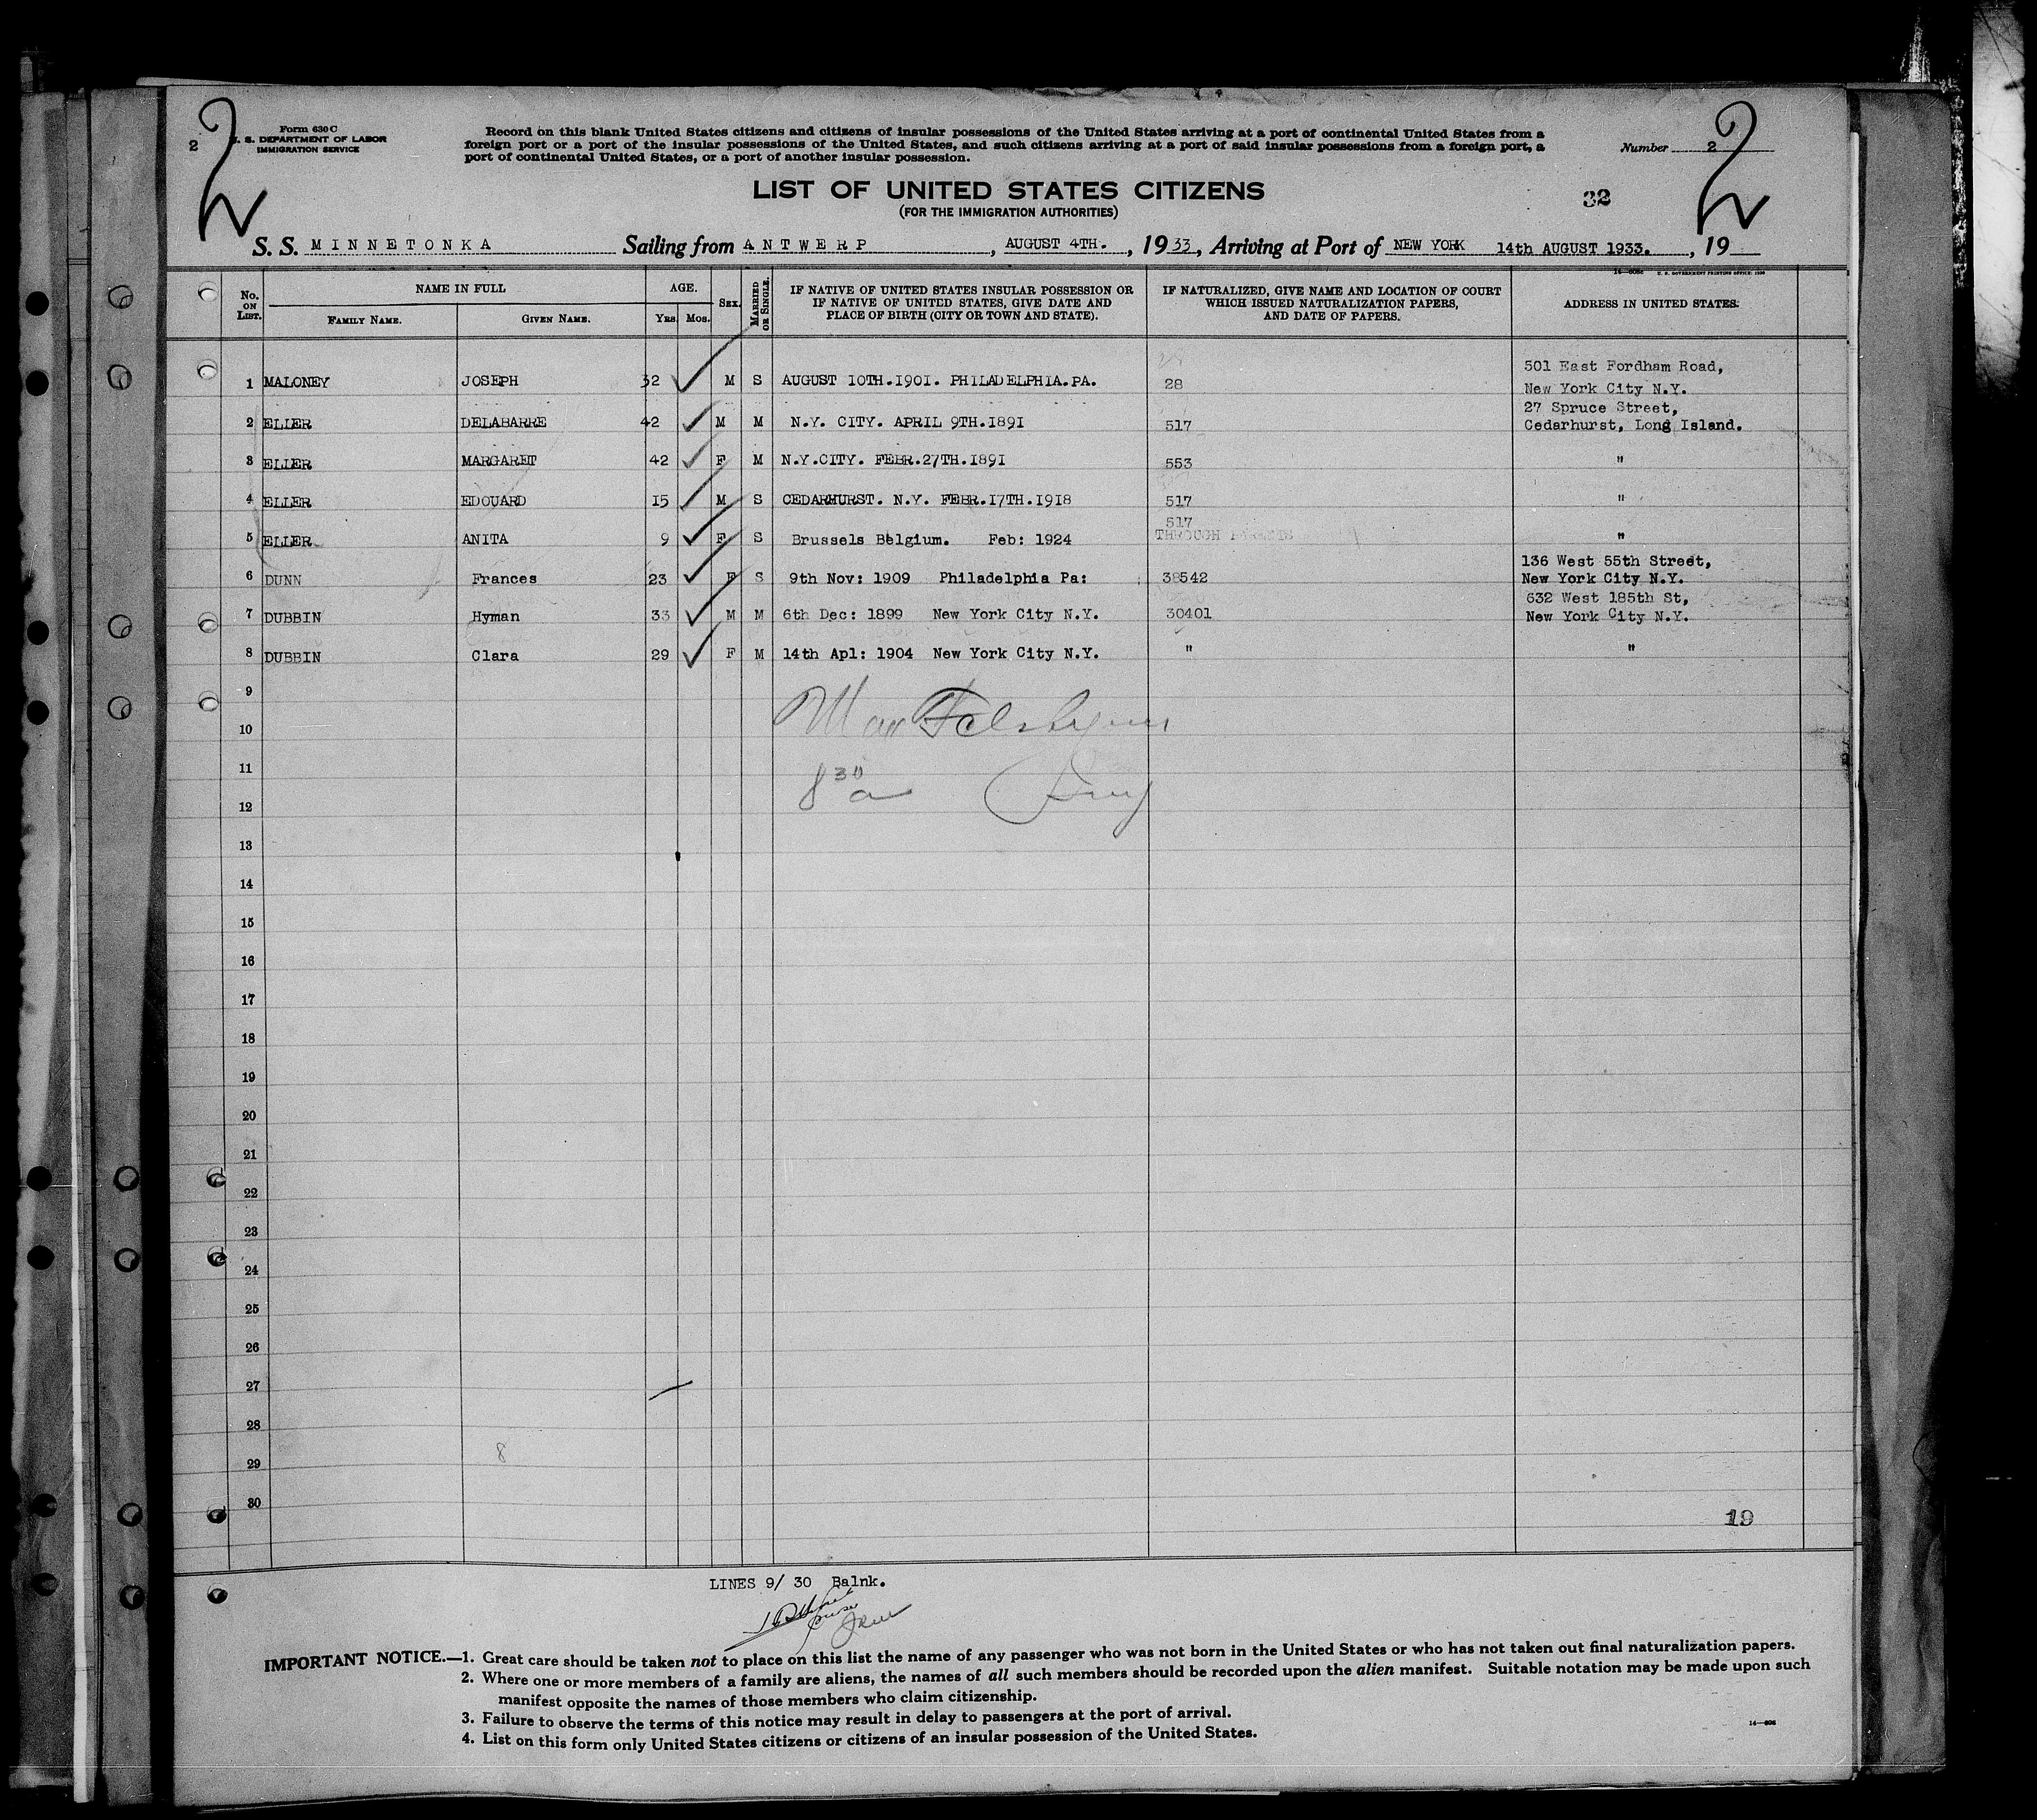 2
Form 630 C
U. S. DEPARTMENT OF LABOR
IMMIGRATION SERVICE
2
Record on this blank United States citizens and citizens of insular possessions of the United States arriving at a port of continental United States from a
foreign port or a port of the insular possessions of the United States, and such citizens arriving at a port of said insular possessions from a foreign port, a
port of continental United States, or a port of another insular possession.
Number 2
2
LIST OF UNITED STATES CITIZENS
(FOR THE IMMIGRATION AUTHORITIES)
32
S. S. MINNETONKA Sailing from ANTWERP, AUGUST 4TH., 1933, Arriving at Port of NEW YORK 14th AUGUST 1933., 19
14—608c U. S. GOVERNMENT PRINTING OFFICE: 1930
No. ON LIST. NAME IN FULL AGE. SEX. MARRIED OR SINGLE. IF NATIVE OF UNITED STATES INSULAR POSSESSION OR IF NATIVE OF UNITED STATES, GIVE DATE AND PLACE OF BIRTH (CITY OR TOWN AND STATE). IF NATURALIZED, GIVE NAME AND LOCATION OF COURT WHICH ISSUED NATURALIZATION PAPERS, AND DATE OF PAPERS. ADDRESS IN UNITED STATES.
FAMILY NAME. GIVEN NAME. YRS. MOS.
501 East Fordham Road,
1 MALONEY JOSEPH 32 M S AUGUST 10TH.1901. PHILADELPHIA.PA. 28 New York City N.Y.
27 Spruce Street,
2 ELLER DELABARRE 42 M M N.Y. CITY. APRIL 9TH.1891 517 Cedarhurst, Long Island.
3 ELLER MARGARET 42 F M N.Y.CITY. FEBR.27TH.1891 553 "
4 ELLER EDOUARD 15 M S CEDARHURST. N.Y. FEBR.17TH.1918 517 "
517
5 ELLER ANITA 9 F S Brussels Belgium. Feb: 1924 THROUGH PARENTS "
136 West 55th Street,
6 DUNN Frances 23 F S 9th Nov: 1909 Philadelphia Pa: 38542 New York City N.Y.
632 West 185th St,
7 DUBBIN Hyman 33 M M 6th Dec: 1899 New York City N.Y. 30401 New York City N.Y.
8 DUBBIN Clara 29 F M 14th Apl: 1904 New York City N.Y. " "
9
10
11
8 30 a
12
13
14
15
16
17
18
19
20
21
22
23
24
25
26
27
28
8
29
30
19
LINES 9/ 30 Balnk.
IMPORTANT NOTICE.—1. Great care should be taken not to place on this list the name of any passenger who was not born in the United States or who has not taken out final naturalization papers.
2. Where one or more members of a family are aliens, the names of all such members should be recorded upon the alien manifest. Suitable notation may be made upon such
manifest opposite the names of those members who claim citizenship.
3. Failure to observe the terms of this notice may result in delay to passengers at the port of arrival.
4. List on this form only United States citizens or citizens of an insular possession of the United States.
14—608